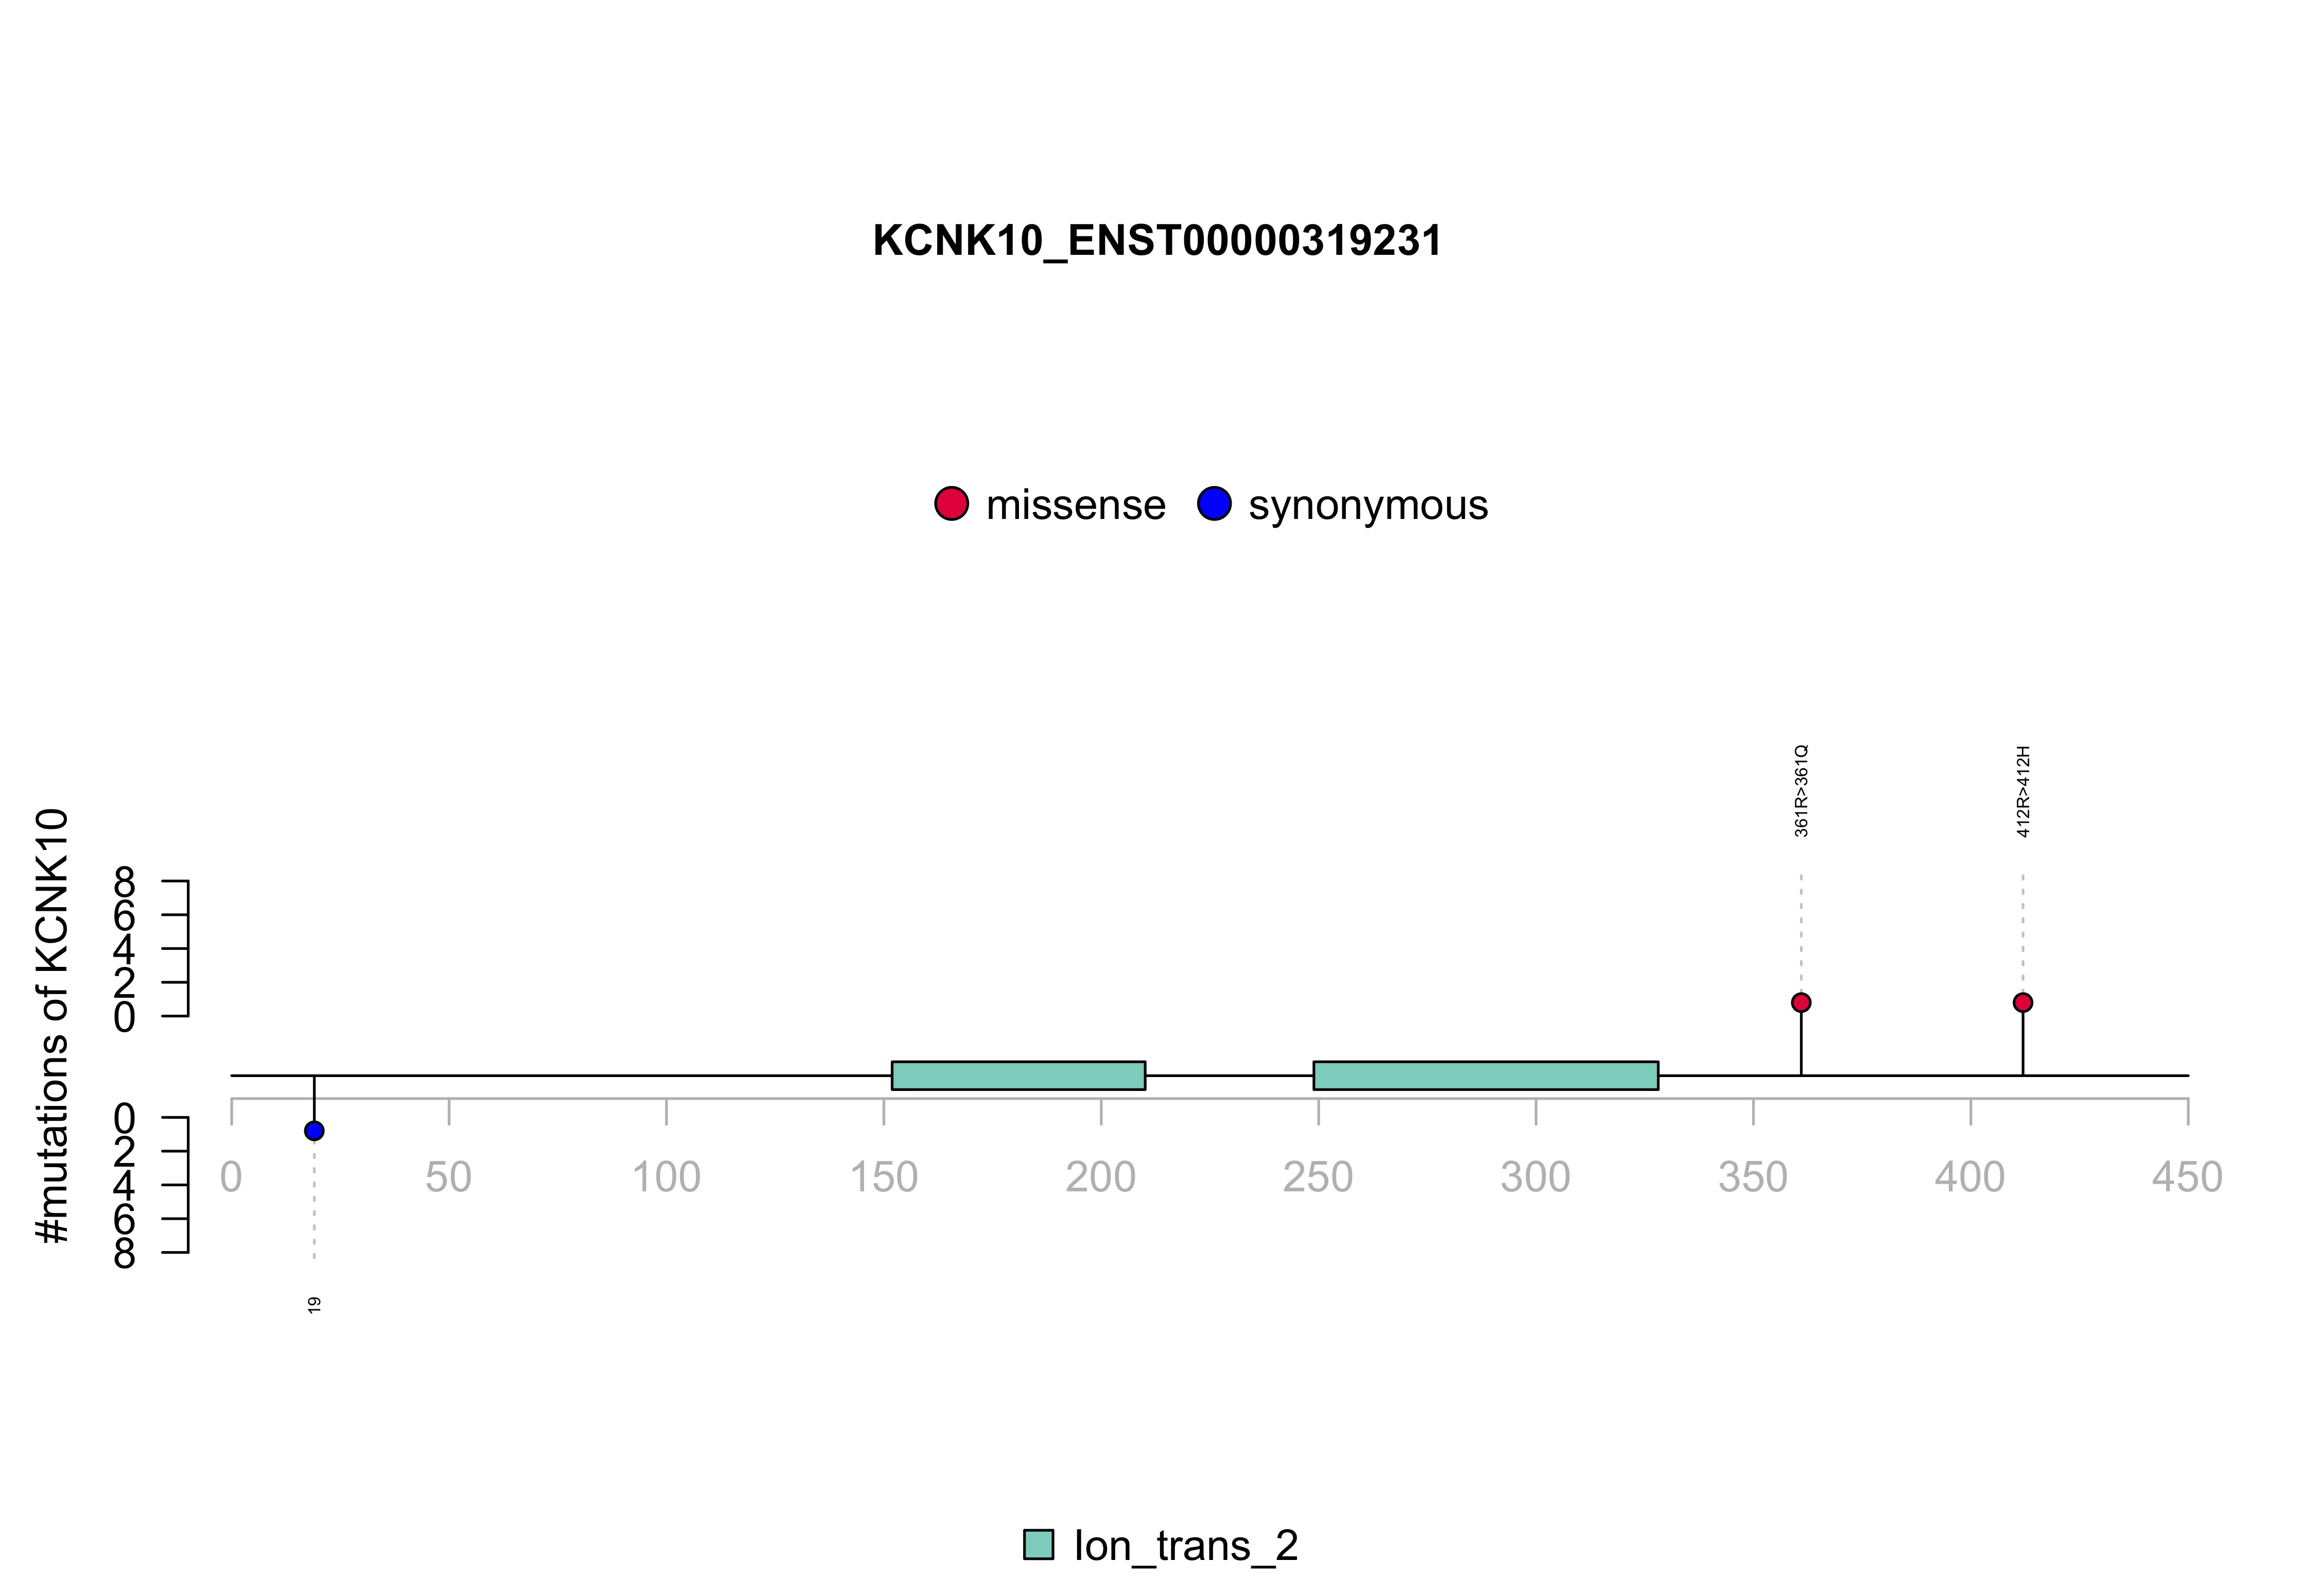 KCNK10_ENST00000319231
missense synonymous
361R>361Q
412R>412H
#mutations of KCNK10
8
6
4
2
0
0
2
4
6
8
0 50 100 150 200 250 300 350 400 450
19
Ion_trans_2